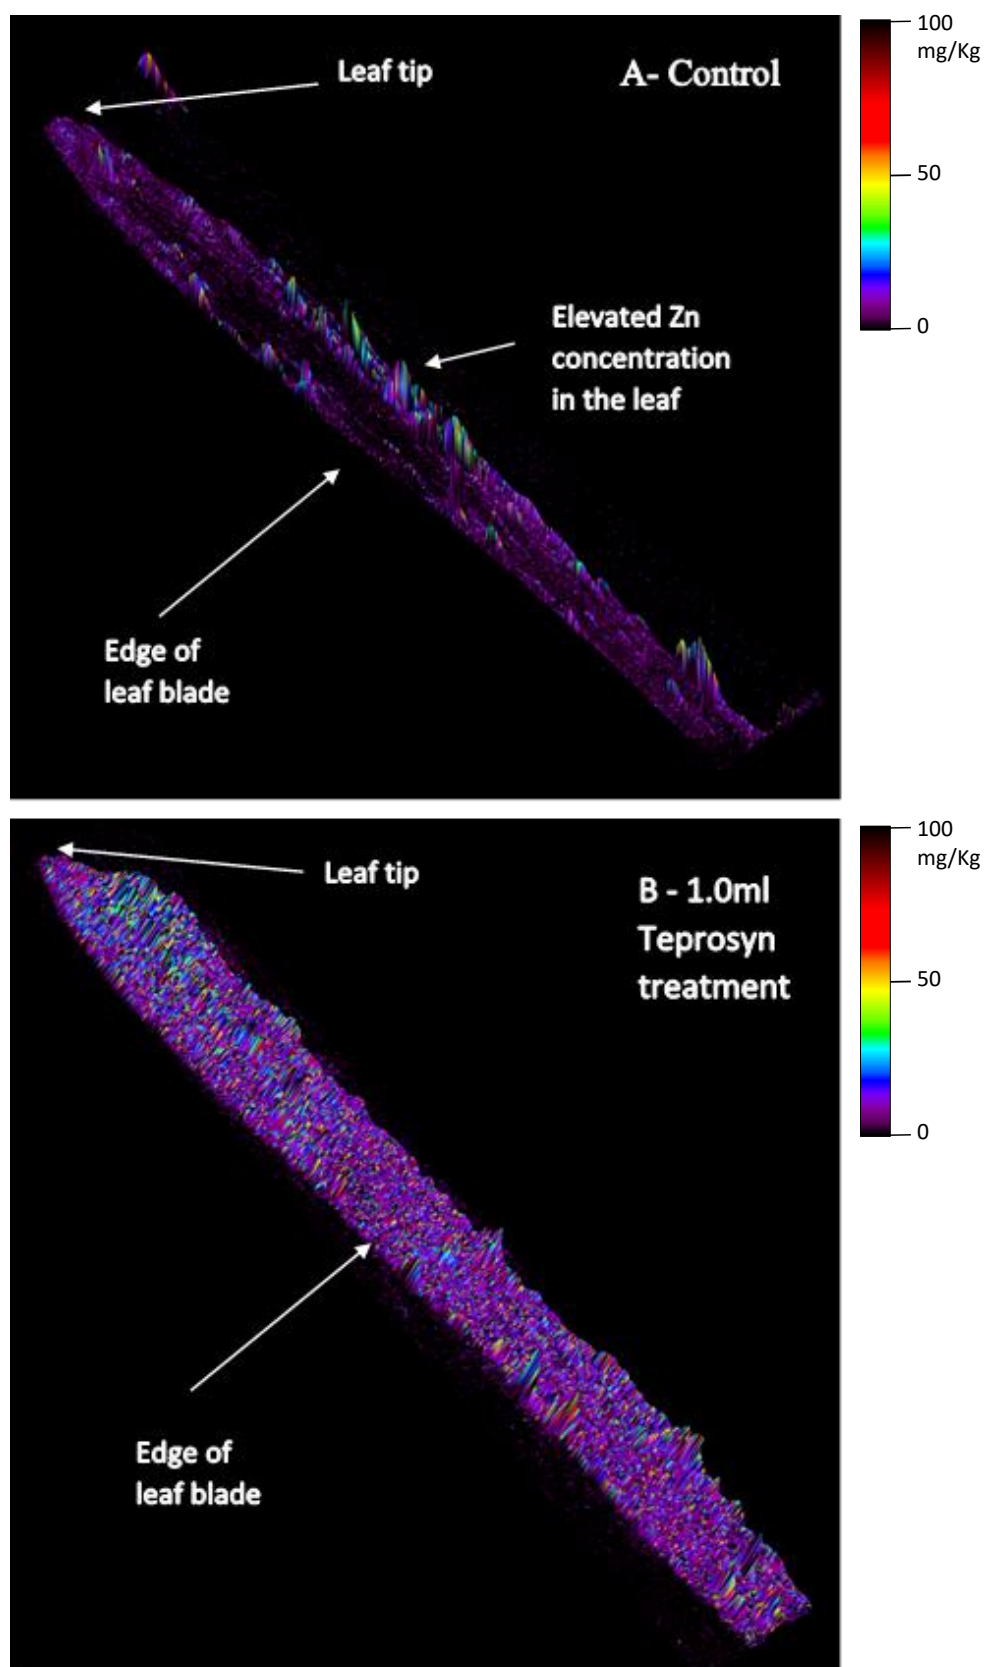 Leaf tip
A- Control
Elevated Zn
concentration
in the leaf
Edge of
leaf blade
100
mg/Kg
50
0
Leaf tip
B - 1.0ml
Teprosyn
treatment
Edge of
leaf blade
100
mg/Kg
50
0